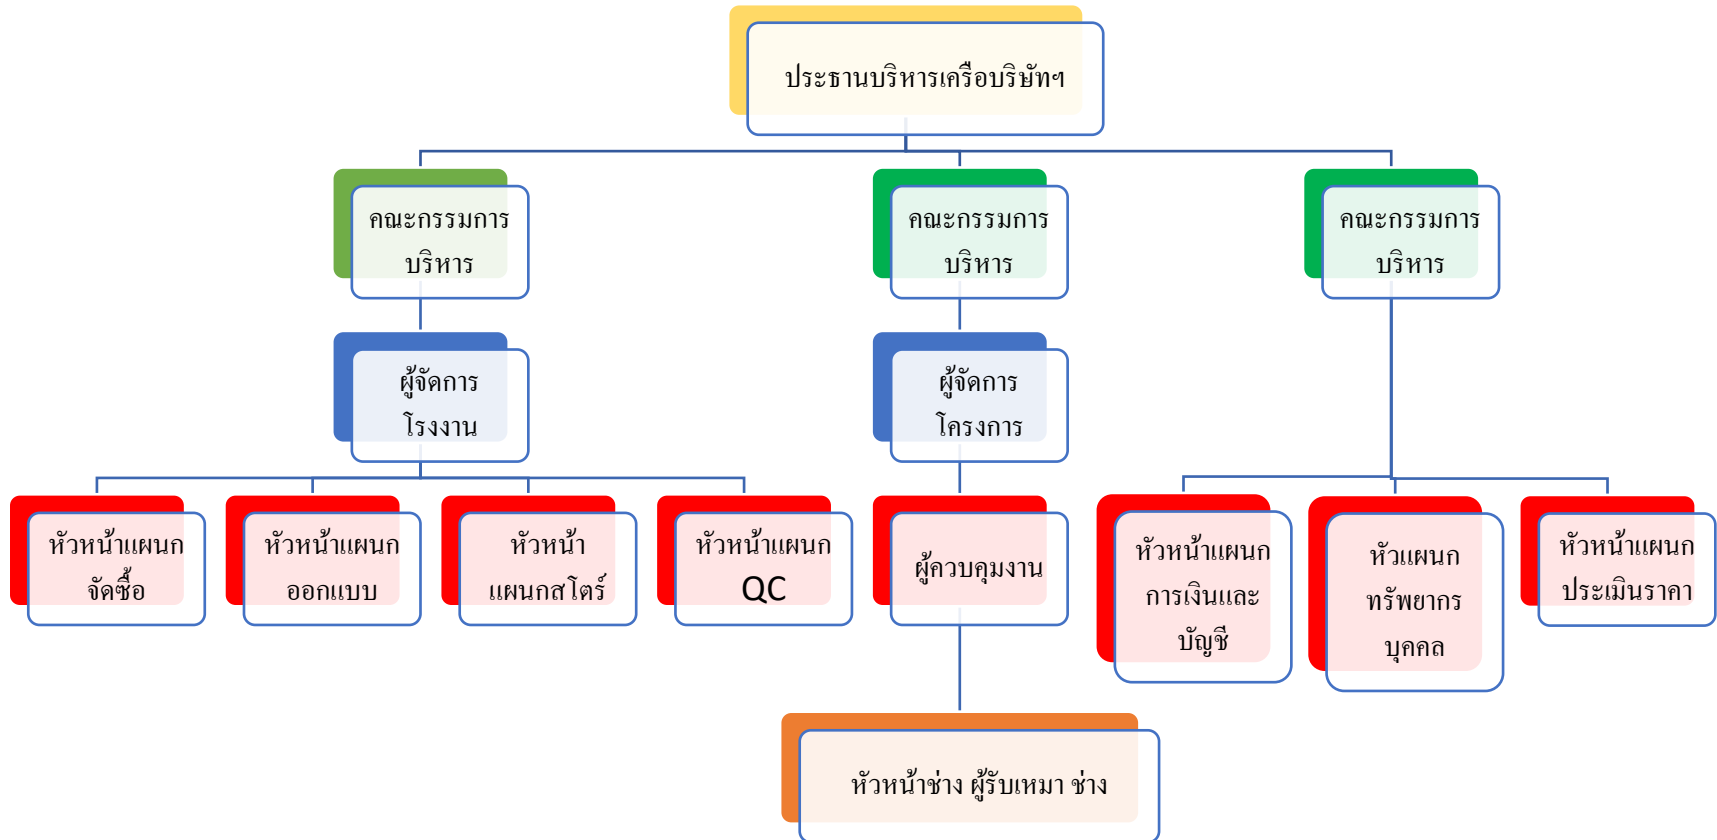 ประธานบริหารเครือบริษัทฯ
คณะกรรมการ
บริหาร
คณะกรรมการ
บริหาร
คณะกรรมการ
บริหาร
ผู้จัดการ
โรงงาน
ผู้จัดการ
โครงการ
หัวหน้าแผนก
จัดซื้อ
หัวหน้าแผนก
ออกแบบ
หัวหน้า
แผนกสโตร์
หัวหน้าแผนก
QC
ผู้ควบคุมงาน
หัวหน้าแผนก
การเงินและ
บัญชี
หัวแผนก
ทรัพยากร
บุคคล
หัวหน้าแผนก
ประเมินราคา
หัวหน้าช่าง ผู้รับเหมา ช่าง